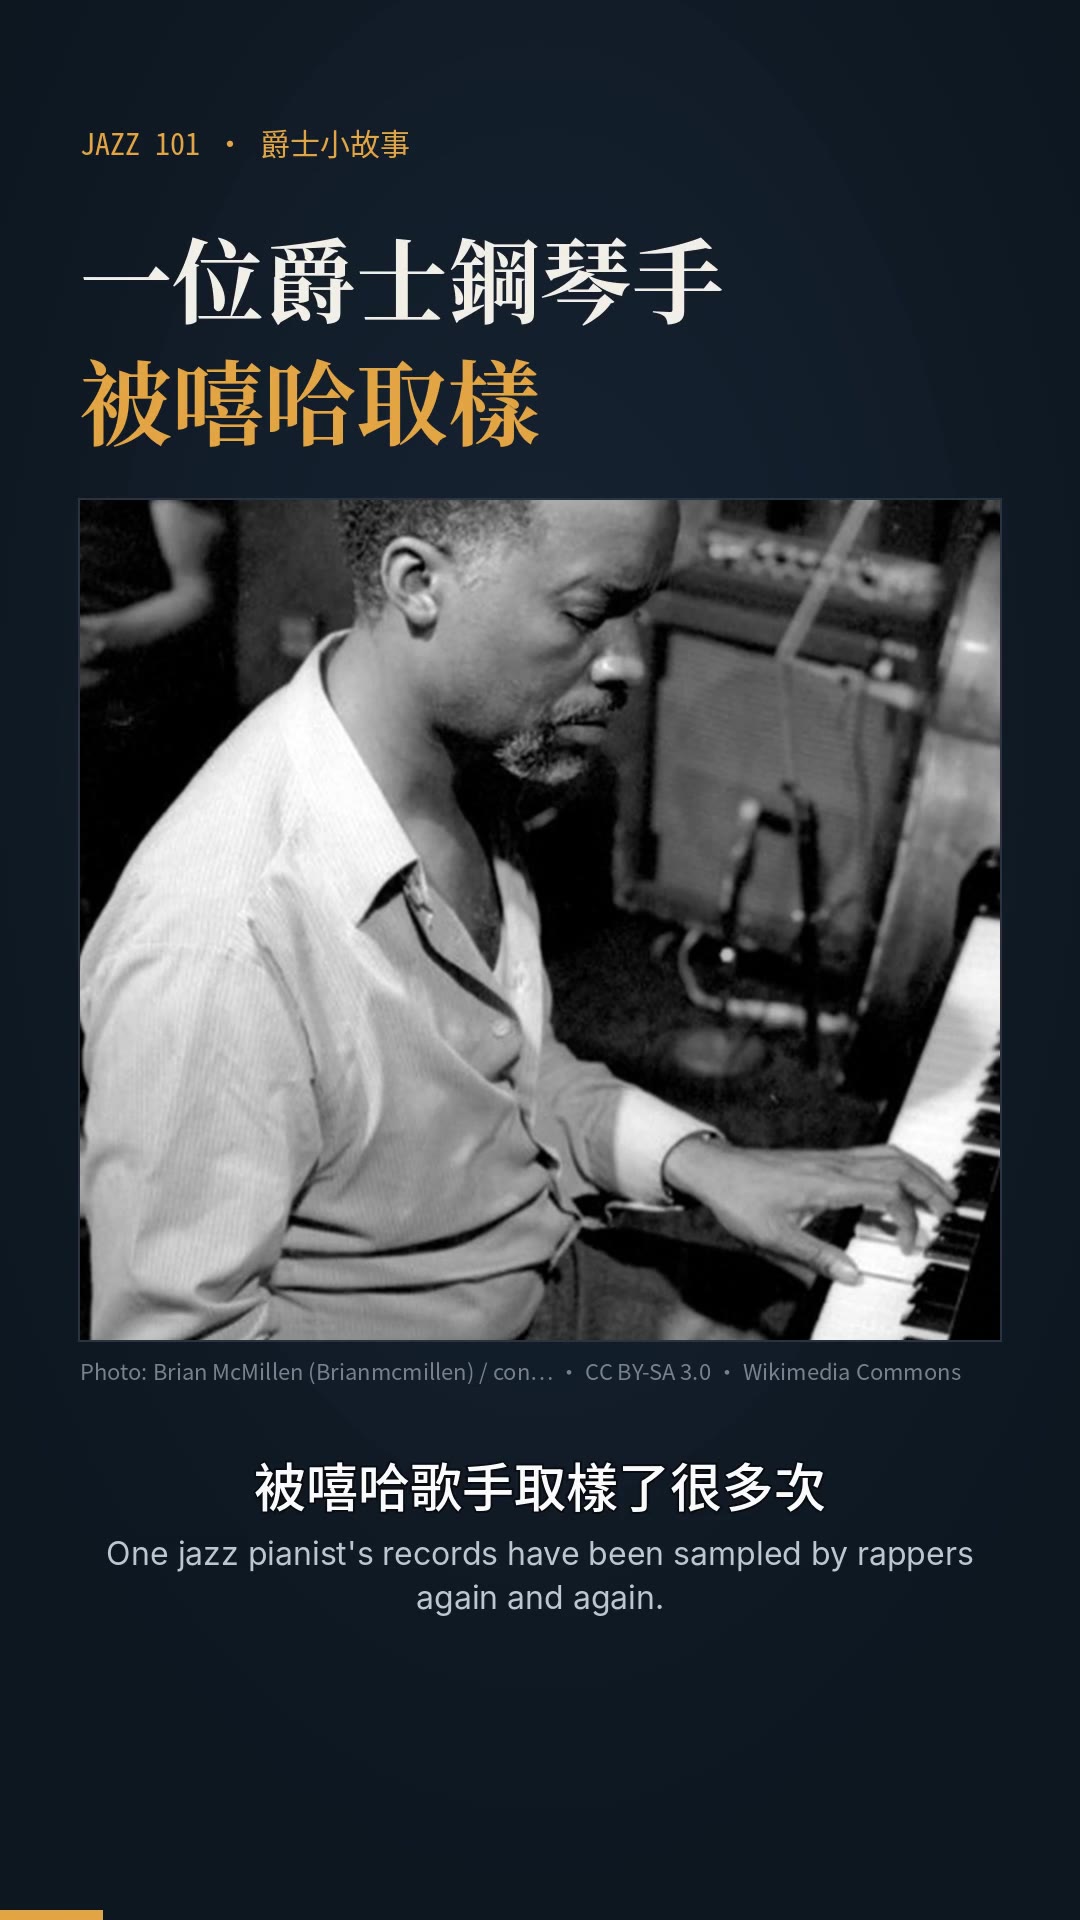 JAZZ 101 • 爵士小故事
一位爵士鋼琴手
被嘻哈取樣
Photo: Brian McMillen (Brianmcmillen) / con… • CC BY-SA 3.0 • Wikimedia Commons
被嘻哈歌手取樣了很多次
One jazz pianist's records have been sampled by rappers
again and again.